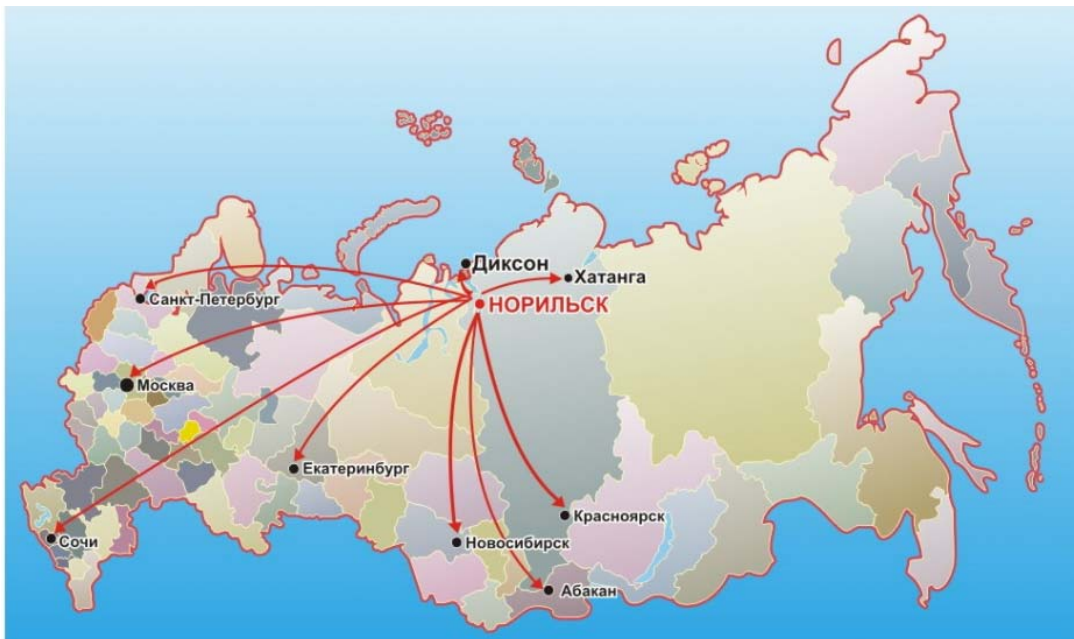 Диксон
Хатанга
Санкт-Петербург
НОРИЛЬСК
Москва
Екатеринбург
Красноярск
Сочи
Новосибирск
Абакан